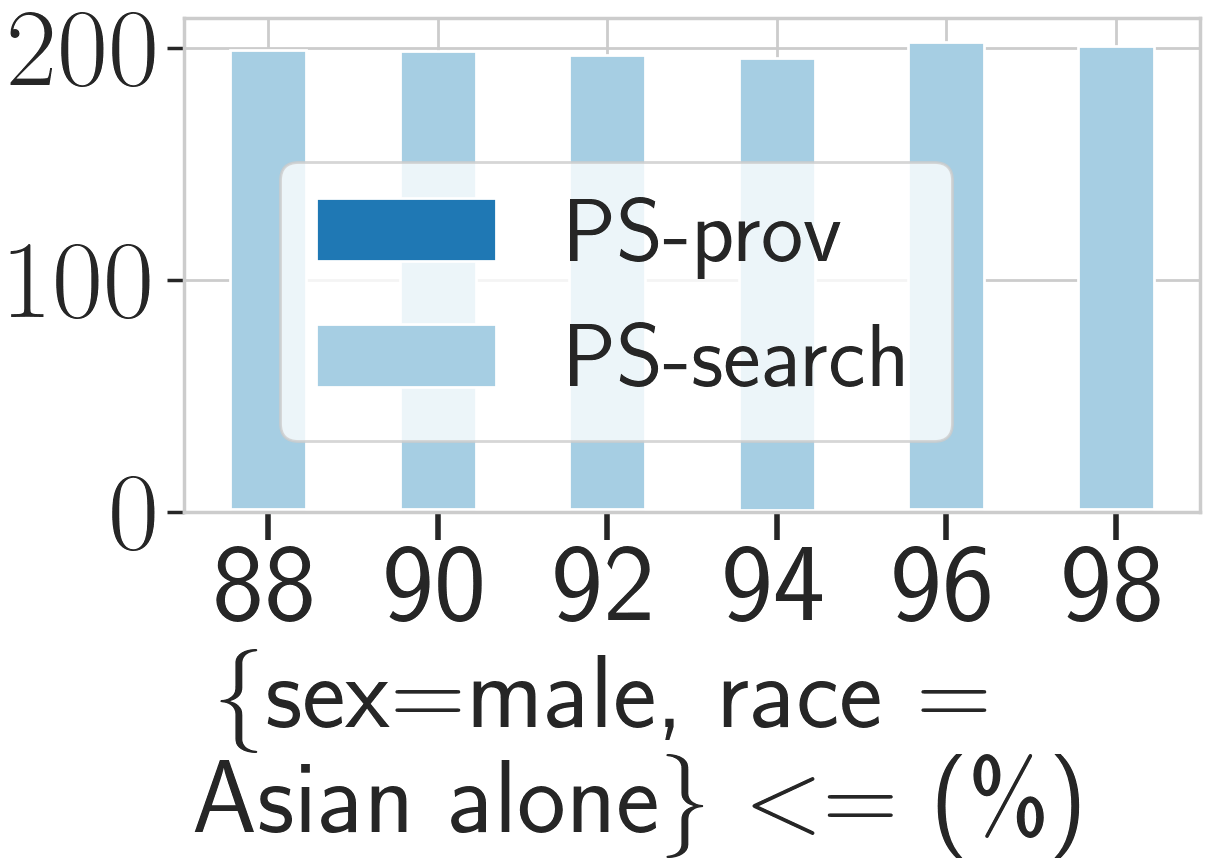 200
100
0
PS-prov
PS-search
88 90 92 94 96 98
{sex=male, race =
Asian alone} <= (%)